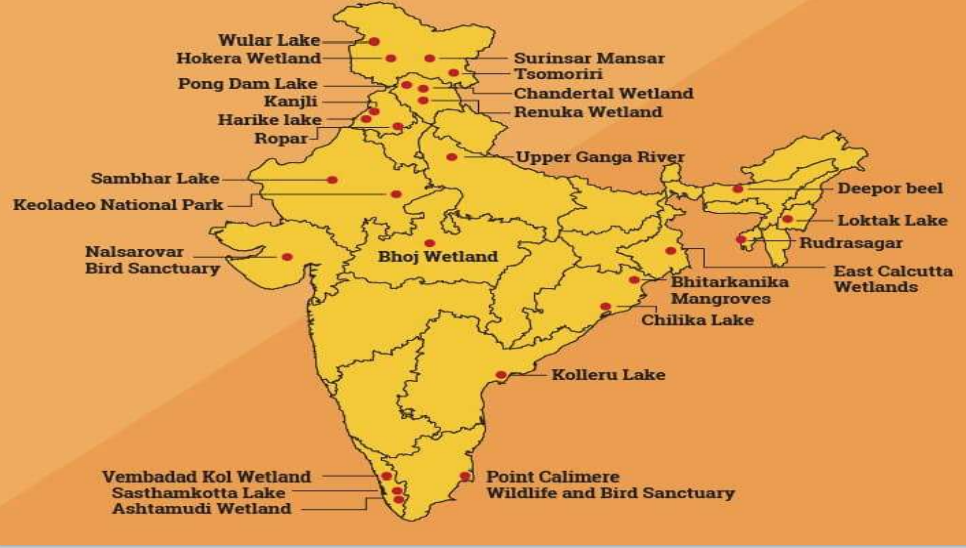 Wular Lake
Hokera Wetland
Surinsar Mansar
Tsomoriri
Pong Dam Lake
Chandertal Wetland
Kanjli
Renuka Wetland
Harike lake
Ropar
Upper Ganga River
Sambhar Lake
Deepor beel
Keoladeo National Park
Loktak Lake
Rudrasagar
Nalsarovar
Bird Sanctuary
Bhoj Wetland
East Calcutta
Wetlands
Bhitarkanika
Mangroves
Chilika Lake
Kolleru Lake
Vembadad Kol Wetland
Sasthamkotta Lake
Ashtamudi Wetland
Point Calimere
Wildlife and Bird Sanctuary